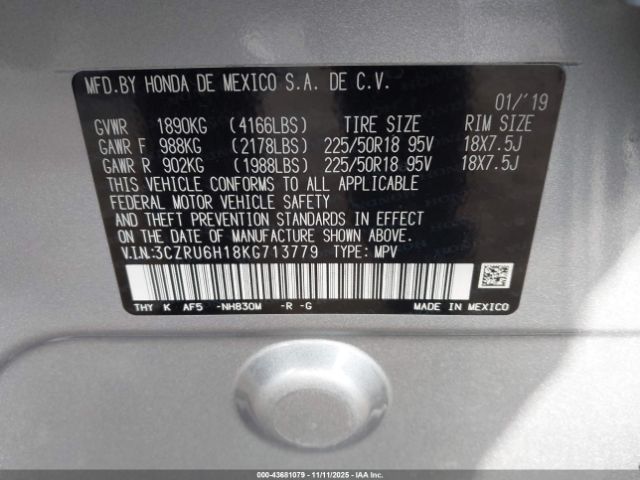 MFD.BY HONDA DE MEXICO S.A. DE C.V.
01/'19
GVWR 1890KG (4166LBS) TIRE SIZE RIM SIZE
GAWR F 988KG (2178LBS) 225/50R18 95V 18X7.5J
GAWR R 902KG (1988LBS) 225/50R18 95V 18X7.5J
THIS VEHICLE CONFORMS TO ALL APPLICABLE
FEDERAL MOTOR VEHICLE SAFETY
AND THEFT PREVENTION STANDARDS IN EFFECT
ON THE DATE OF MANUFACTURE SHOWN ABOVE.
V.I.N:3CZRU6H18KG713779 TYPE: MPV
THY K AF5 -NH830M -R -G MADE IN MEXICO
000-43681079 - 11/11/2025 - IAAI.com